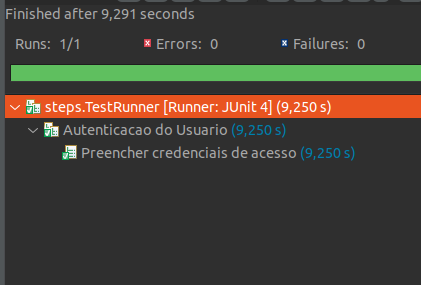 Finished after 9,291 seconds
Runs: 1/1 Errors: 0 Failures: 0
steps.TestRunner [Runner: JUnit 4] (9,250 s)
Autenticacao do Usuario (9,250 s)
Preencher credenciais de acesso (9,250 s)